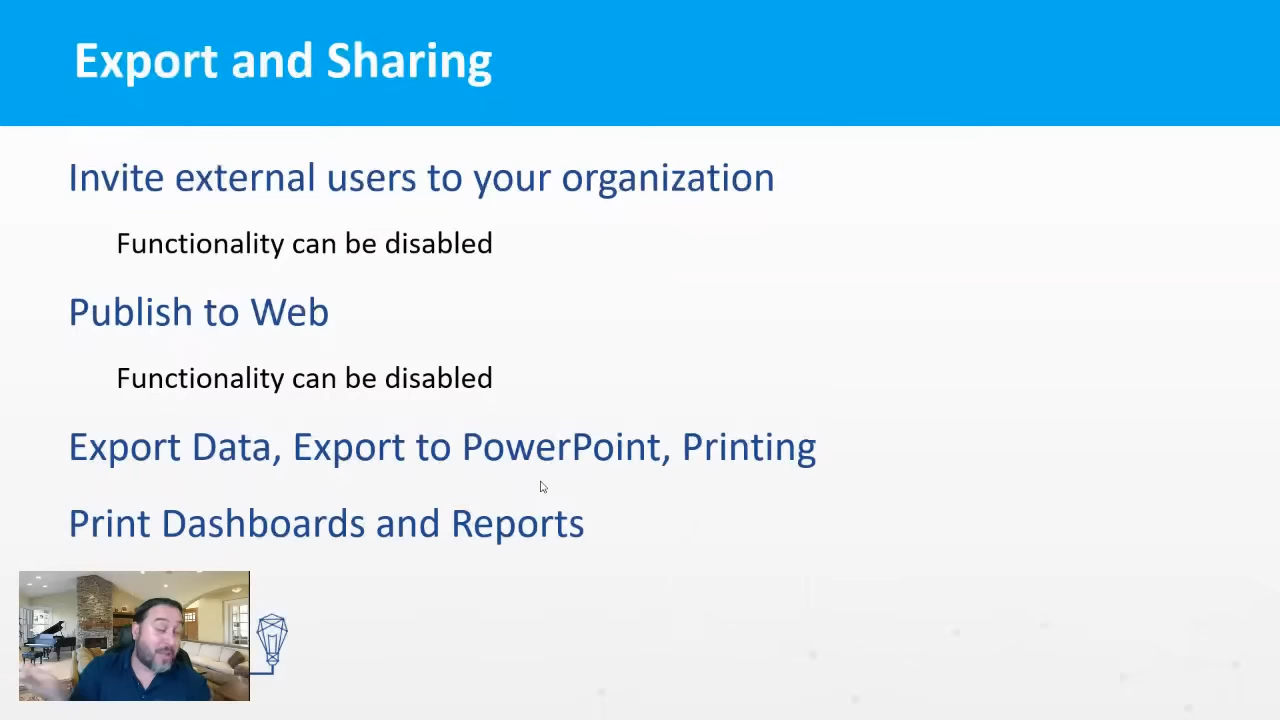 Export and Sharing
Invite external users to your organization
Functionality can be disabled
Publish to Web
Functionality can be disabled
Export Data, Export to PowerPoint, Printing
Print Dashboards and Reports